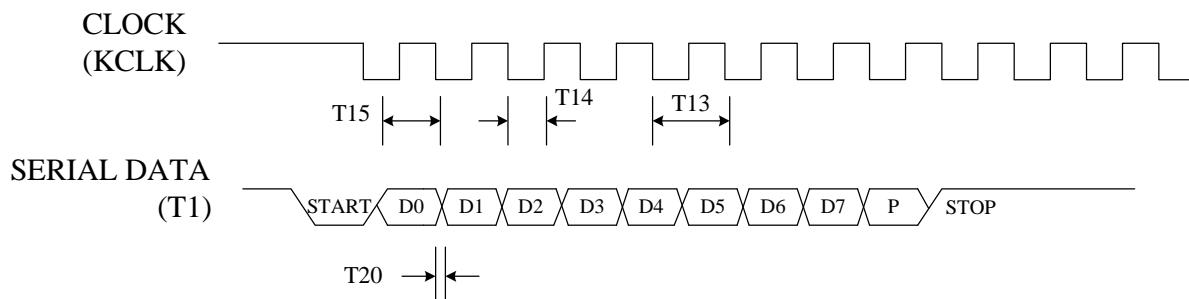 CLOCK
(KCLK)
T15
T14
T13
SERIAL DATA
(T1)
START
D0
D1
D2
D3
D4
D5
D6
D7
P
STOP
T20